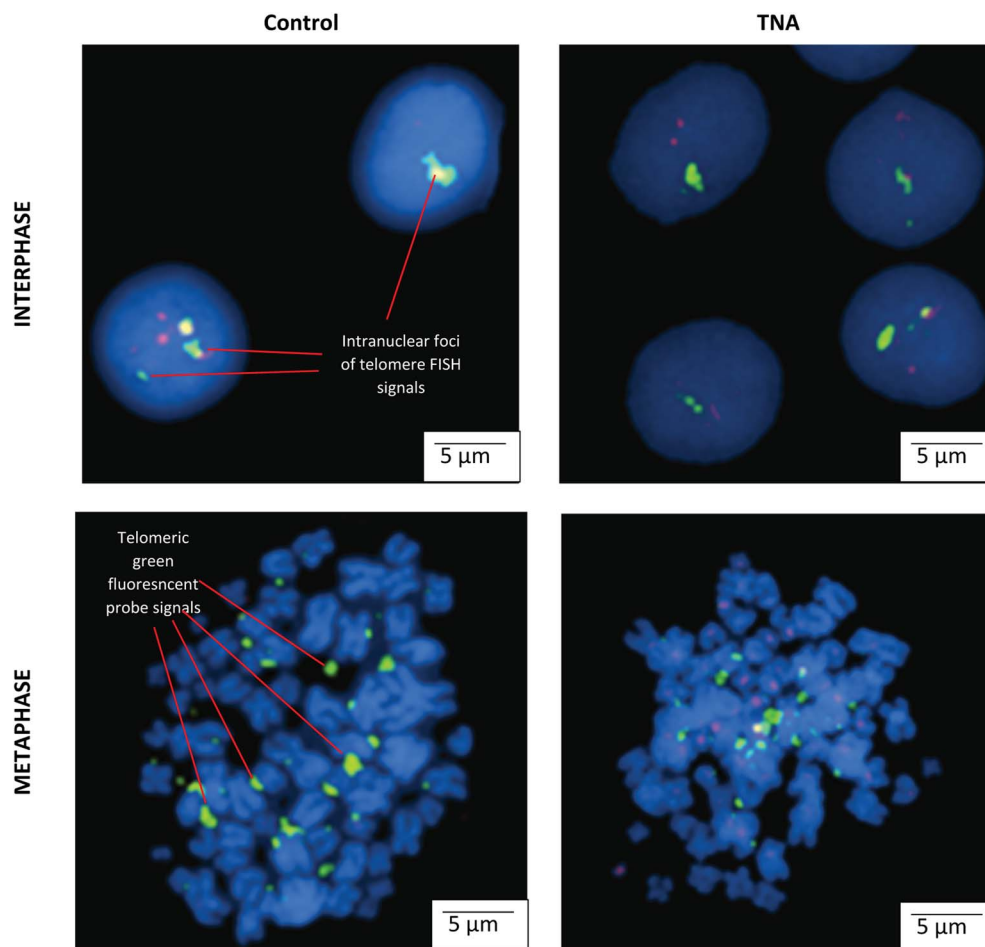 Control
TNA
INTERPHASE
Intranuclear foci
of telomere FISH
signals
5 µm
5 µm
METAPHASE
Telomeric
green
fluoresncent
probe signals
5 µm
5 µm